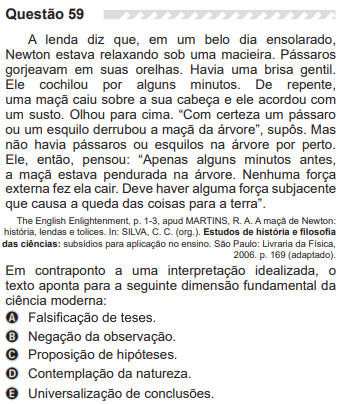 Questão 59
A lenda diz que, em um belo dia ensolarado,
Newton estava relaxando sob uma macieira. Pássaros
gorjeavam em suas orelhas. Havia uma brisa gentil.
Ele cochilou por alguns minutos. De repente,
uma maçã caiu sobre a sua cabeça e ele acordou com
um susto. Olhou para cima. “Com certeza um pássaro
ou um esquilo derrubou a maçã da árvore”, supôs. Mas
não havia pássaros ou esquilos na árvore por perto.
Ele, então, pensou: “Apenas alguns minutos antes,
a maçã estava pendurada na árvore. Nenhuma força
externa fez ela cair. Deve haver alguma força subjacente
que causa a queda das coisas para a terra”.
The English Enlightenment, p. 1-3, apud MARTINS, R. A. A maçã de Newton:
história, lendas e tolices. In: SILVA, C. C. (org.). Estudos de história e filosofia
das ciências: subsídios para aplicação no ensino. São Paulo: Livraria da Física,
2006. p. 169 (adaptado).
Em contraponto a uma interpretação idealizada, o
texto aponta para a seguinte dimensão fundamental da
ciência moderna:
A Falsificação de teses.
B Negação da observação.
C Proposição de hipóteses.
D Contemplação da natureza.
E Universalização de conclusões.